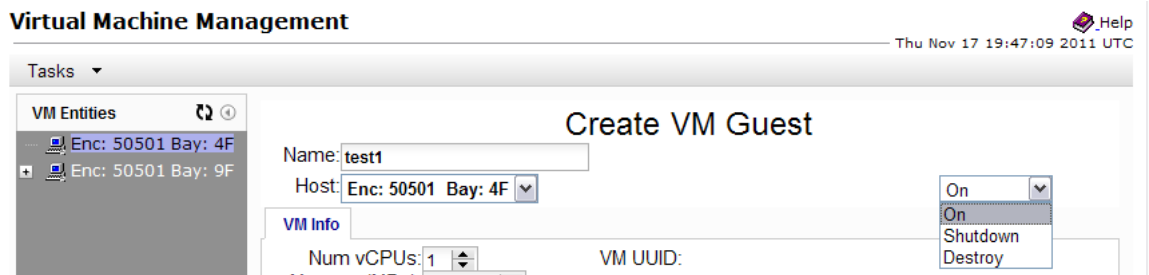 Virtual Machine Management
Help
Thu Nov 17 19:47:09 2011 UTC
Tasks
VM Entities
Enc: 50501 Bay: 4F
Enc: 50501 Bay: 9F
Create VM Guest
Name: test1
Host: Enc: 50501 Bay: 4F
On
On
Shutdown
Destroy
VM Info
Num vCPUs: 1
VM UUID: